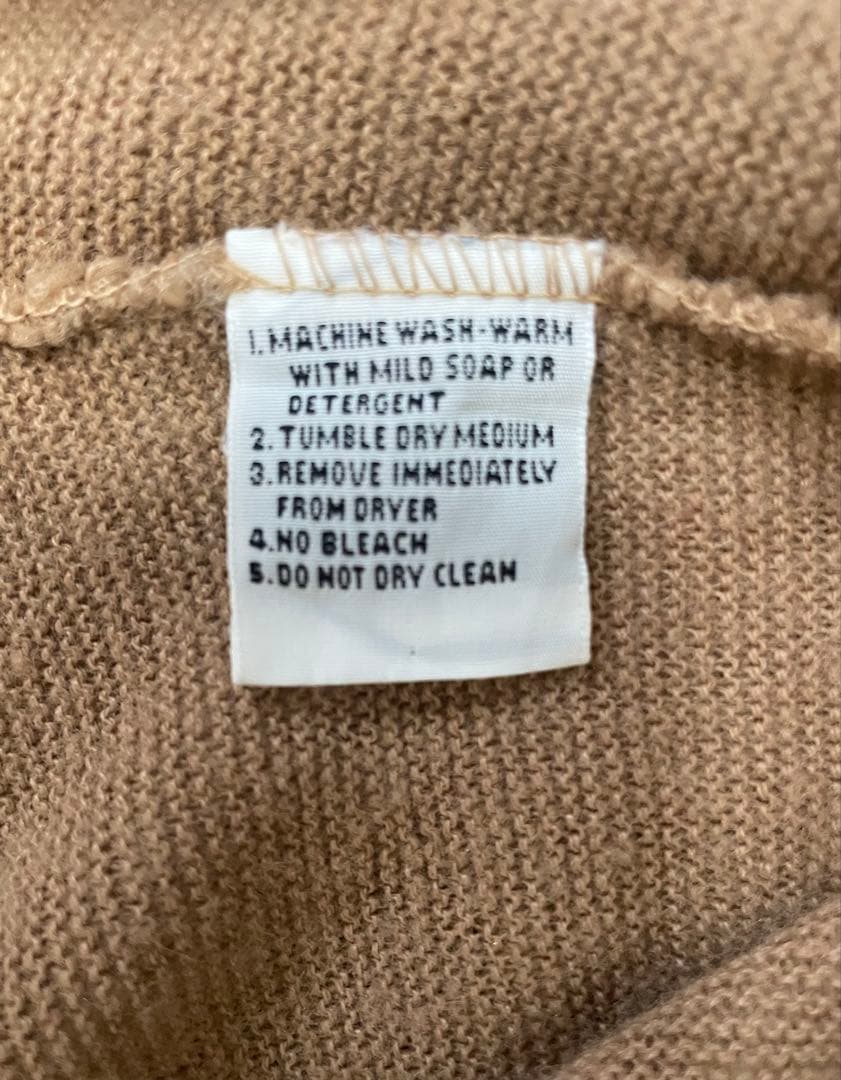 1. MACHINE WASH-WARM
WITH MILD SOAP OR
DETERGENT
2. TUMBLE DRY MEDIUM
3. REMOVE IMMEDIATELY
FROM DRYER
4. NO BLEACH
5. DO NOT DRY CLEAN